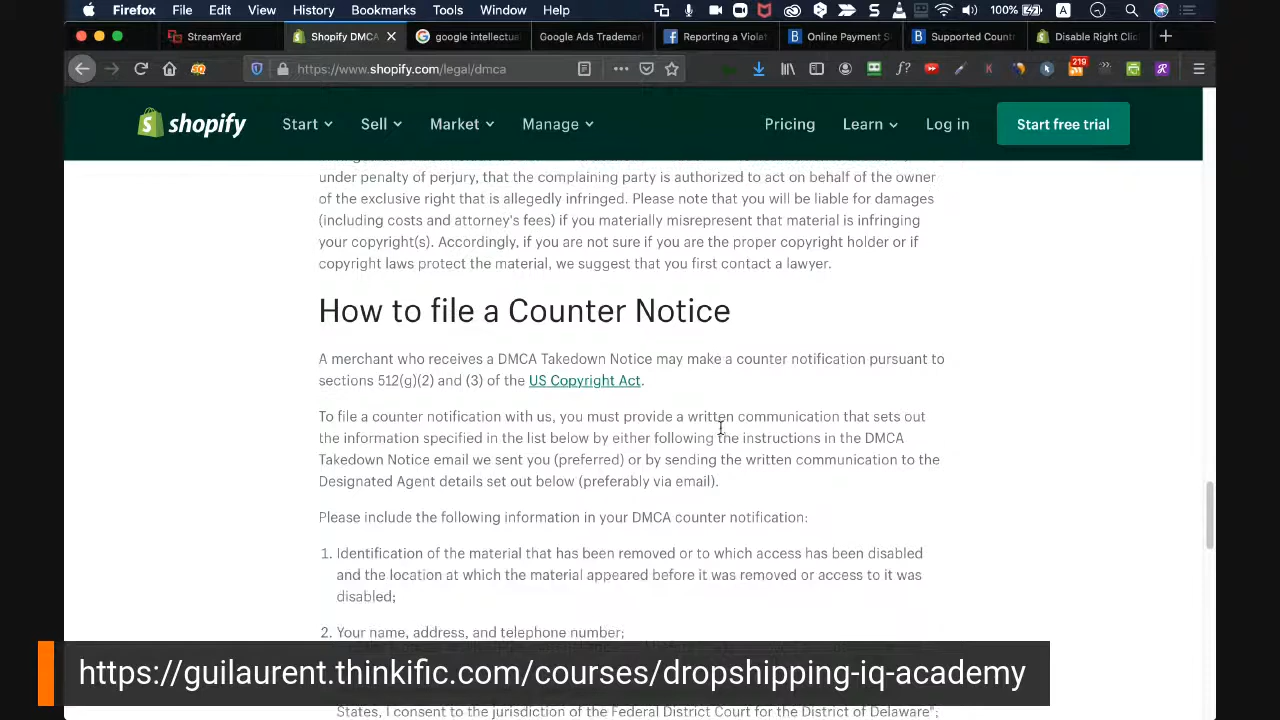 Firefox File Edit View History Bookmarks Tools Window Help 100% A
StreamYard Shopify DMCA google intellectual Google Ads Trademar Reporting a Violat Online Payment S Supported Countr Disable Right Clic
https://www.shopify.com/legal/dmca
219
shopify Start Sell Market Manage Pricing Learn Log in Start free trial
under penalty of perjury, that the complaining party is authorized to act on behalf of the owner
of the exclusive right that is allegedly infringed. Please note that you will be liable for damages
(including costs and attorney's fees) if you materially misrepresent that material is infringing
your copyright(s). Accordingly, if you are not sure if you are the proper copyright holder or if
copyright laws protect the material, we suggest that you first contact a lawyer.
How to file a Counter Notice
A merchant who receives a DMCA Takedown Notice may make a counter notification pursuant to
sections 512(g)(2) and (3) of the US Copyright Act.
To file a counter notification with us, you must provide a written communication that sets out
the information specified in the list below by either following the instructions in the DMCA
Takedown Notice email we sent you (preferred) or by sending the written communication to the
Designated Agent details set out below (preferably via email).
Please include the following information in your DMCA counter notification:
1. Identification of the material that has been removed or to which access has been disabled
and the location at which the material appeared before it was removed or access to it was
disabled;
2. Your name, address, and telephone number;
https://guilaurent.thinkific.com/courses/dropshipping-iq-academy
States, I consent to the jurisdiction of the Federal District Court for the District of Delaware";